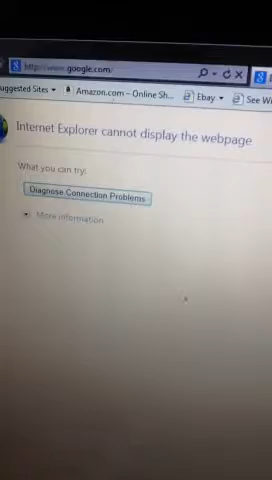 http://www.google.com/
uggested Sites
Amazon.com – Online Sh...
Ebay
See Wi
Internet Explorer cannot display the webpage
What you can try:
Diagnose Connection Problems
More information